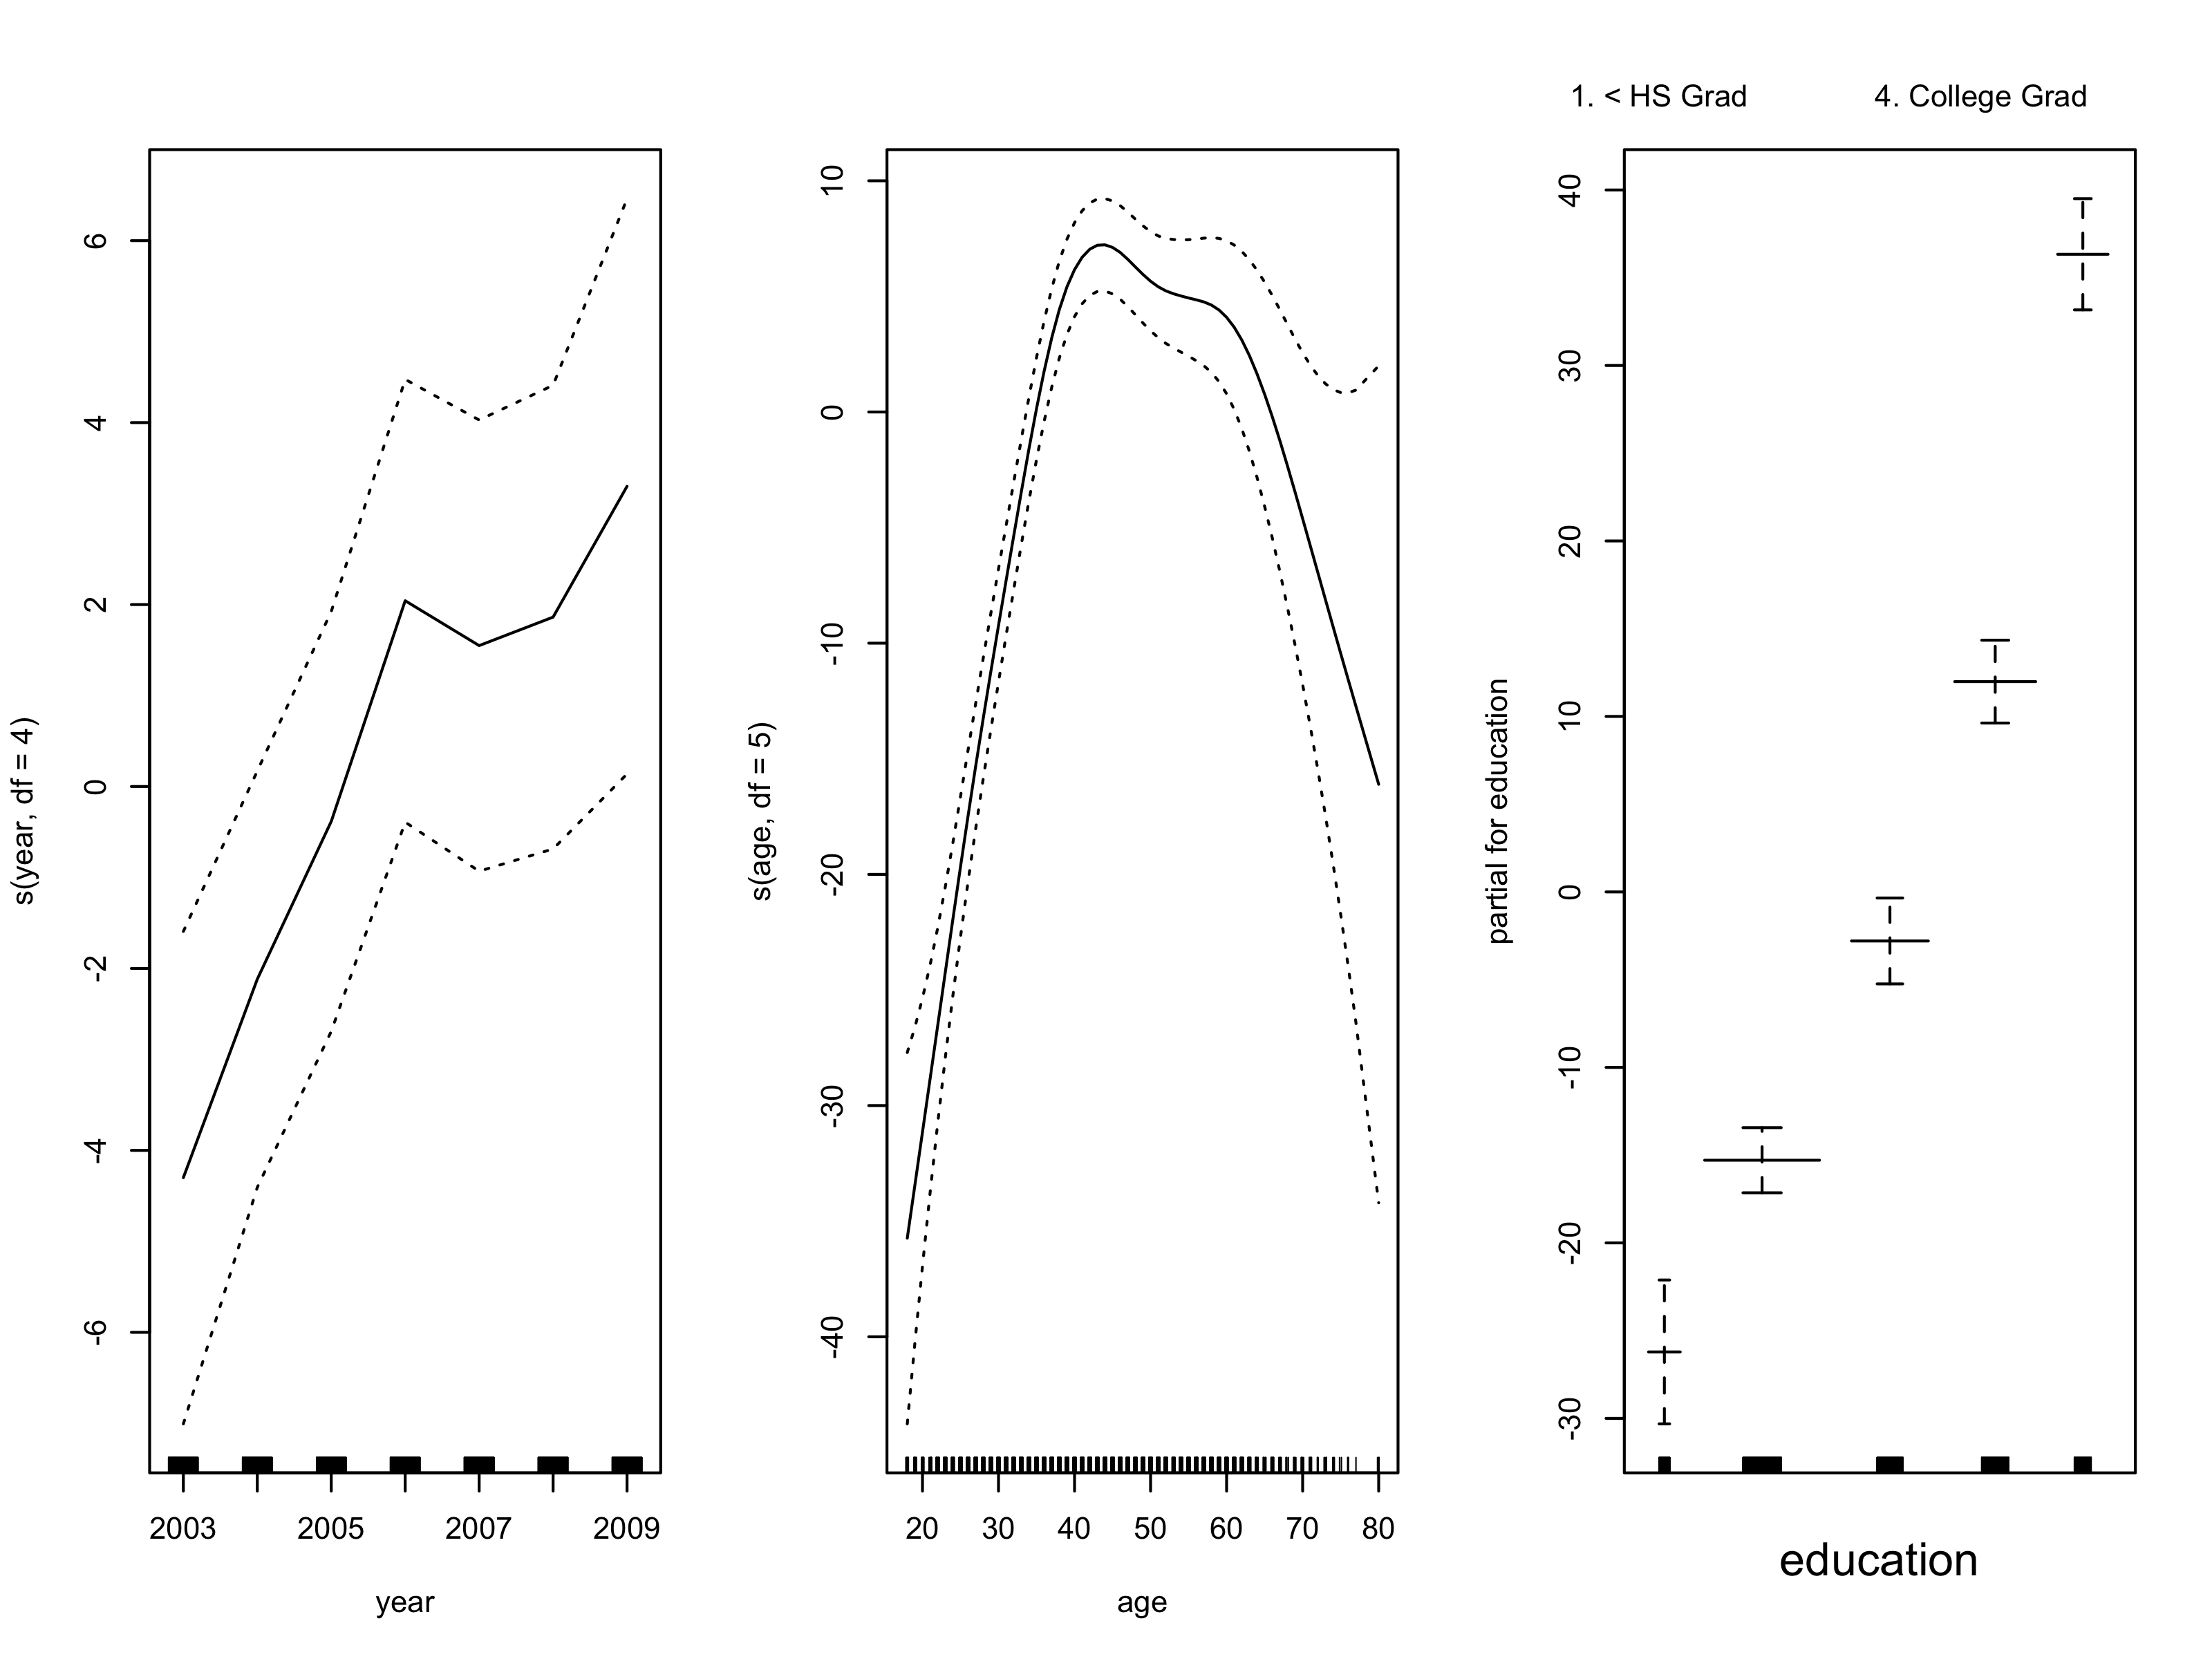 1. < HS Grad 4. College Grad
s(year, df = 4)
6
4
2
0
-2
-4
-6
2003 2005 2007 2009
year
s(age, df = 5)
10
0
-10
-20
-30
-40
20 30 40 50 60 70 80
age
partial for education
40
30
20
10
0
-10
-20
-30
education